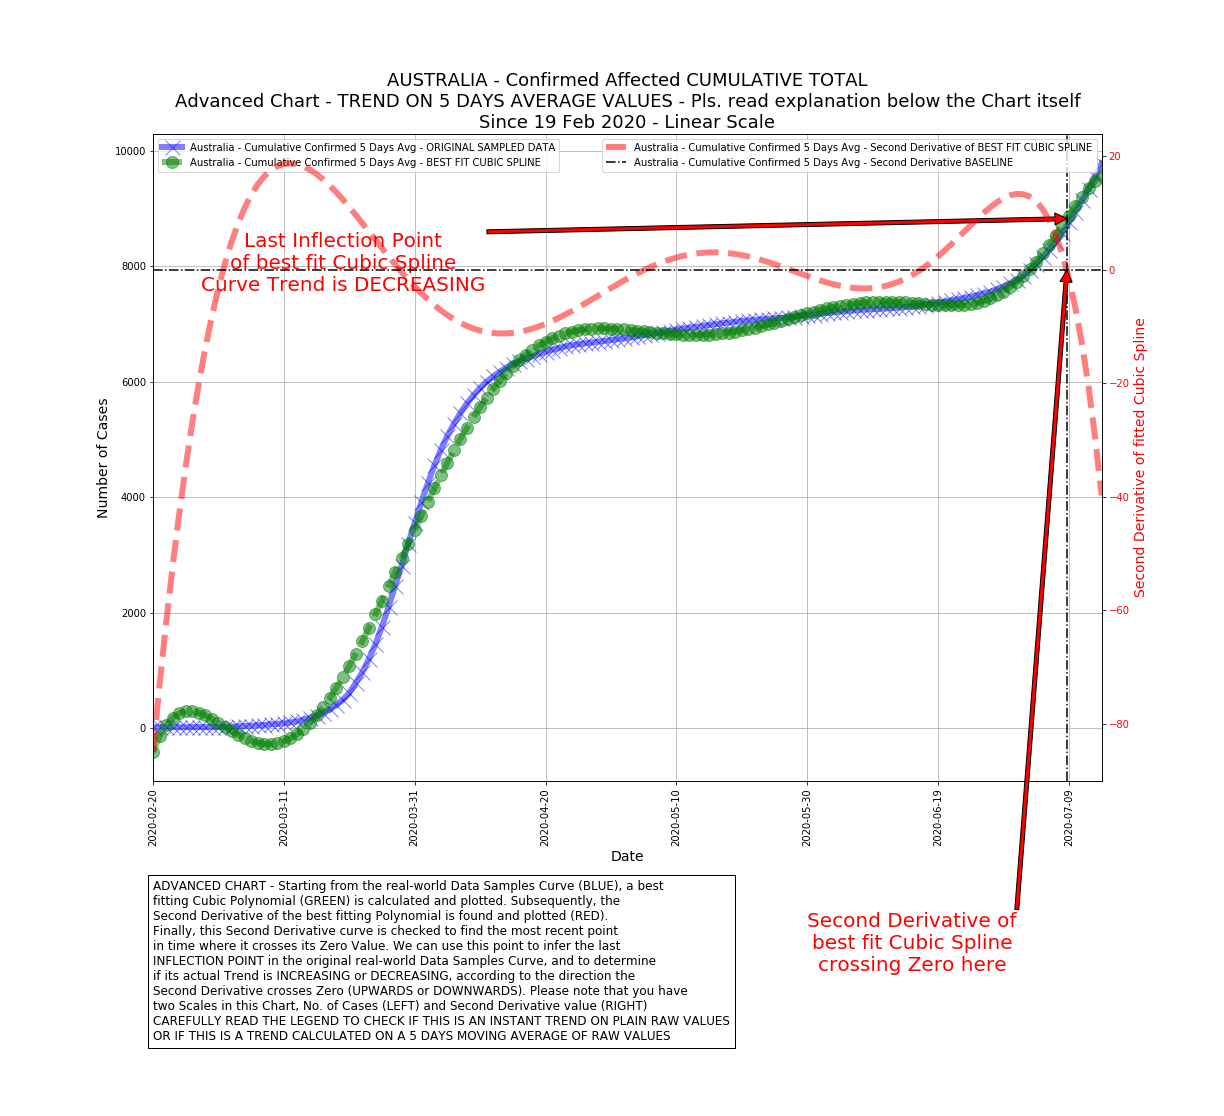 AUSTRALIA - Confirmed Affected CUMULATIVE TOTAL
Advanced Chart - TREND ON 5 DAYS AVERAGE VALUES - Pls. read explanation below the Chart itself
Since 19 Feb 2020 - Linear Scale
Australia - Cumulative Confirmed 5 Days Avg - ORIGINAL SAMPLED DATA
Australia - Cumulative Confirmed 5 Days Avg - BEST FIT CUBIC SPLINE
Australia - Cumulative Confirmed 5 Days Avg - Second Derivative of BEST FIT CUBIC SPLINE
Australia - Cumulative Confirmed 5 Days Avg - Second Derivative BASELINE
Last Inflection Point
of best fit Cubic Spline
Curve Trend is DECREASING
Number of Cases
10000
8000
6000
4000
2000
0
20
0
−20
−40
−60
−80
Second Derivative of fitted Cubic Spline
2020-02-20
2020-03-11
2020-03-31
2020-04-20
2020-05-10
2020-05-30
2020-06-19
2020-07-09
Date
ADVANCED CHART - Starting from the real-world Data Samples Curve (BLUE), a best
fitting Cubic Polynomial (GREEN) is calculated and plotted. Subsequently, the
Second Derivative of the best fitting Polynomial is found and plotted (RED).
Finally, this Second Derivative curve is checked to find the most recent point
in time where it crosses its Zero Value. We can use this point to infer the last
INFLECTION POINT in the original real-world Data Samples Curve, and to determine
if its actual Trend is INCREASING or DECREASING, according to the direction the
Second Derivative crosses Zero (UPWARDS or DOWNWARDS). Please note that you have
two Scales in this Chart, No. of Cases (LEFT) and Second Derivative value (RIGHT)
CAREFULLY READ THE LEGEND TO CHECK IF THIS IS AN INSTANT TREND ON PLAIN RAW VALUES
OR IF THIS IS A TREND CALCULATED ON A 5 DAYS MOVING AVERAGE OF RAW VALUES
Second Derivative of
best fit Cubic Spline
crossing Zero here